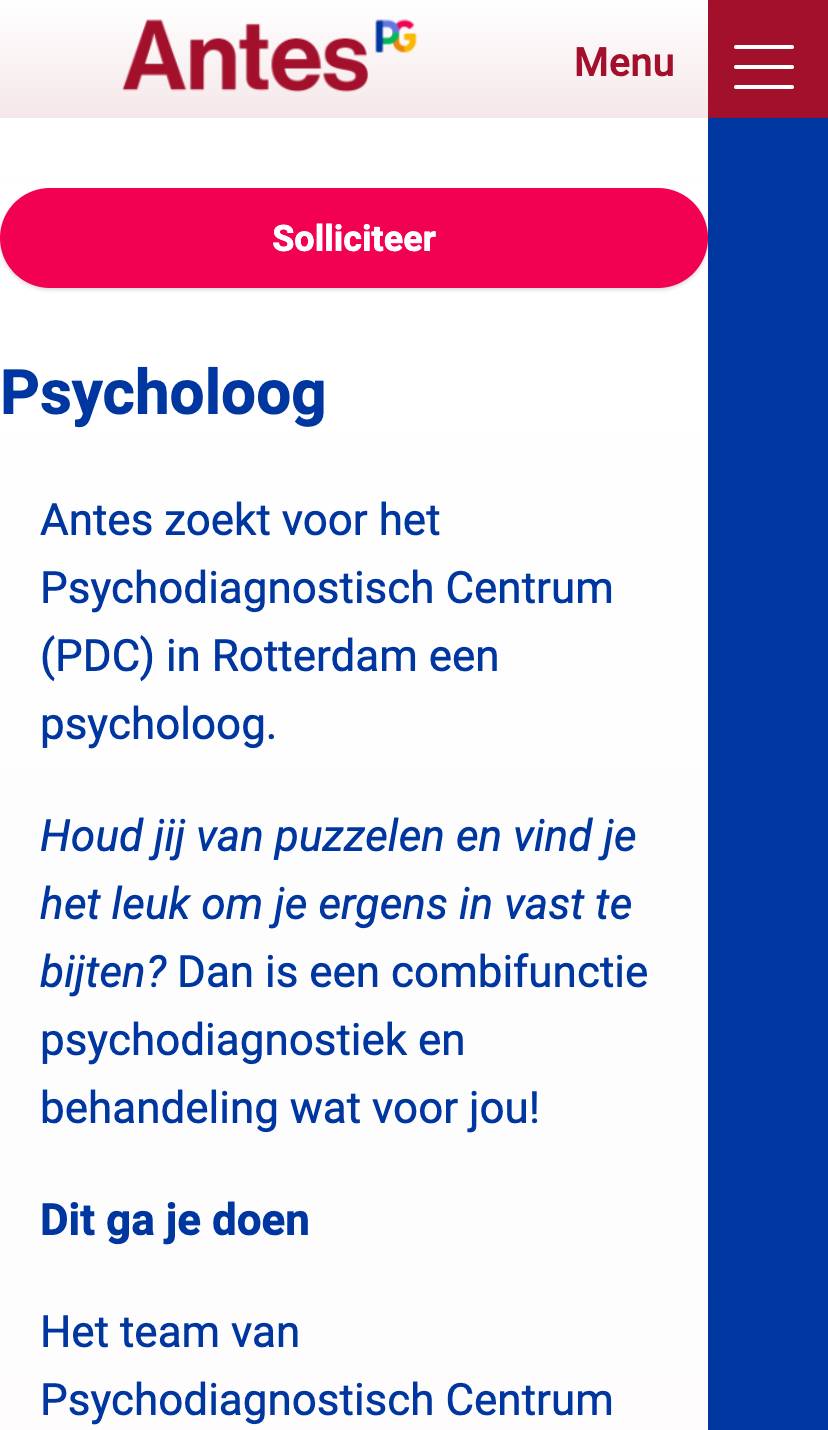 Antes PG
Menu
Solliciteer
Psycholoog
Antes zoekt voor het
Psychodiagnostisch Centrum
(PDC) in Rotterdam een
psycholoog.
Houd jij van puzzelen en vind je
het leuk om je ergens in vast te
bijten? Dan is een combifunctie
psychodiagnostiek en
behandeling wat voor jou!
Dit ga je doen
Het team van
Psychodiagnostisch Centrum